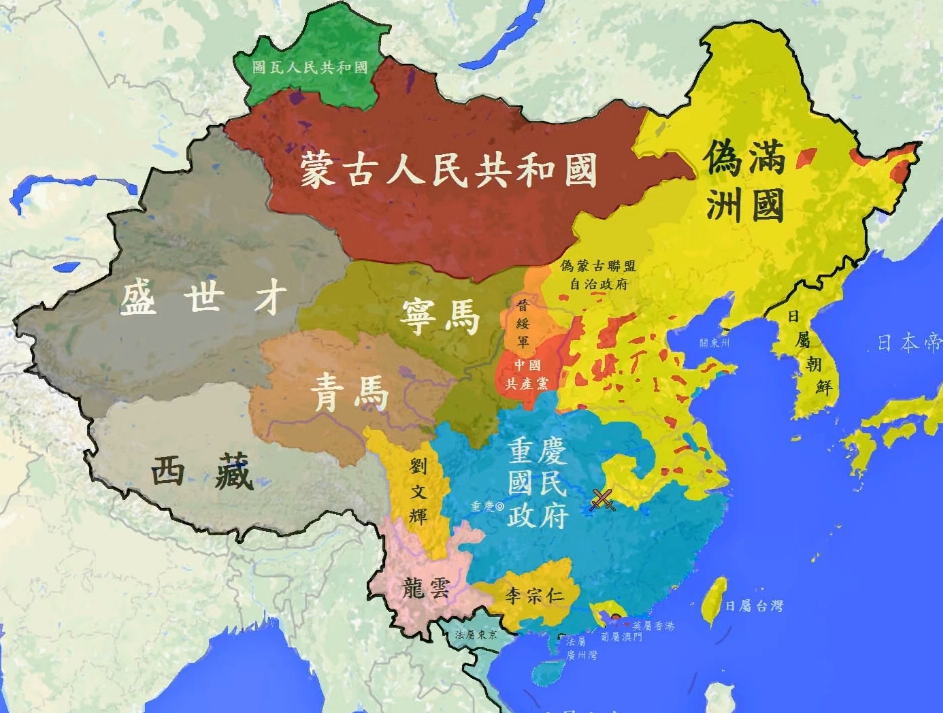 圖瓦人民共和國
蒙古人民共和國
偽滿
洲國
盛世才
寧馬
偽蒙古聯盟
自治政府
晉
綏
軍
中國
共產黨
關東州
日
屬
朝
鮮
日本帝
青馬
西藏
劉
文
輝
重慶
國民
政府
重慶
龍雲
李宗仁
日屬台灣
英屬香港
葡屬澳門
法屬東京
法屬
廣州灣